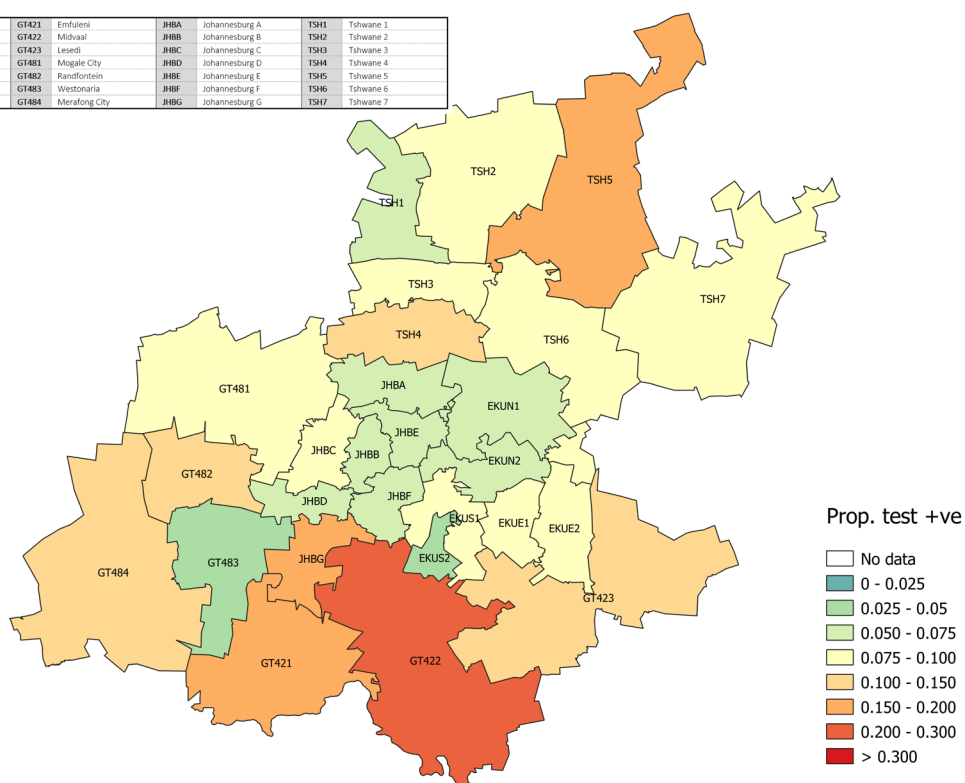 GT421 Emfuleni JHBA Johannesburg A TSH1 Tshwane 1
GT422 Midvaal JHBB Johannesburg B TSH2 Tshwane 2
GT423 Lesedi JHBC Johannesburg C TSH3 Tshwane 3
GT481 Mogale City JHBD Johannesburg D TSH4 Tshwane 4
GT482 Randfontein JHBE Johannesburg E TSH5 Tshwane 5
GT483 Westonaria JHBF Johannesburg F TSH6 Tshwane 6
GT484 Merafong City JHBG Johannesburg G TSH7 Tshwane 7
TSH2
TSH5
TSH1
TSH3
TSH7
TSH4
TSH6
JHBA
GT481
EKUN1
JHBE
JHBC
JHBB
EKUN2
GT482
JHBF
JHBD
EKUS1
EKUE1
EKUE2
JHBG
EKUS2
GT483
GT484
GT423
GT421
GT422
Prop. test +ve
No data
0 - 0.025
0.025 - 0.05
0.050 - 0.075
0.075 - 0.100
0.100 - 0.150
0.150 - 0.200
0.200 - 0.300
> 0.300